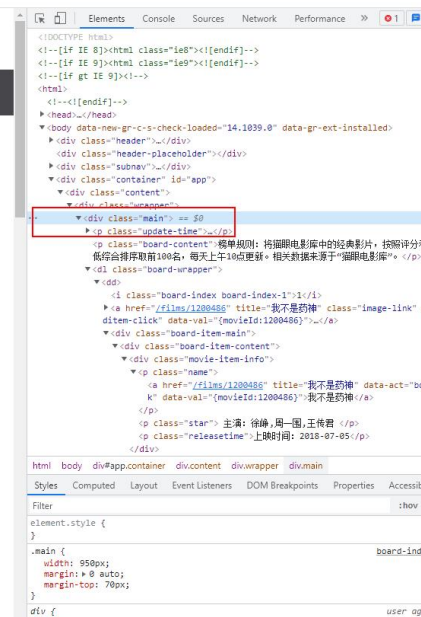 Elements Console Sources Network Performance » 1
<!DOCTYPE html>
<!--[if IE 8]><html class="ie8"><![endif]-->
<!--[if IE 9]><html class="ie9"><![endif]-->
<!--[if gt IE 9]><!-->
<html>
<!--<![endif]-->
▶<head>…</head>
▼<body data-new-gr-c-s-check-loaded="14.1039.0" data-gr-ext-installed>
▶<div class="header">…</div>
<div class="header-placeholder"></div>
▶<div class="subnav">…</div>
▼<div class="container" id="app">
▼<div class="content">
▼<div class="wrapper">
▼<div class="main"> == $0
▶<p class="update-time">…</p>
<p class="board-content">榜单规则：将猫眼电影库中的经典影片，按照评分
低综合排序取前100名，每天上午10点更新。相关数据来源于“猫眼电影库”。</p>
▼<dl class="board-wrapper">
▼<dd>
<i class="board-index board-index-1">1</i>
▶<a href="/films/1200486" title="我不是药神" class="image-link"
ditem-click" data-val="{movieId:1200486}">…</a>
▼<div class="board-item-main">
▼<div class="board-item-content">
▼<div class="movie-item-info">
▼<p class="name">
<a href="/films/1200486" title="我不是药神" data-act="bo
k" data-val="{movieId:1200486}">我不是药神</a>
</p>
<p class="star"> 主演：徐峥,周一围,王传君 </p>
<p class="releasetime">上映时间：2018-07-05</p>
</div>
html body div#app.container div.content div.wrapper div.main
Styles Computed Layout Event Listeners DOM Breakpoints Properties Accessib
Filter :hov
element.style {
}
.main { board-ind
width: 950px;
margin: ▶ 0 auto;
margin-top: 70px;
}
div { user ag